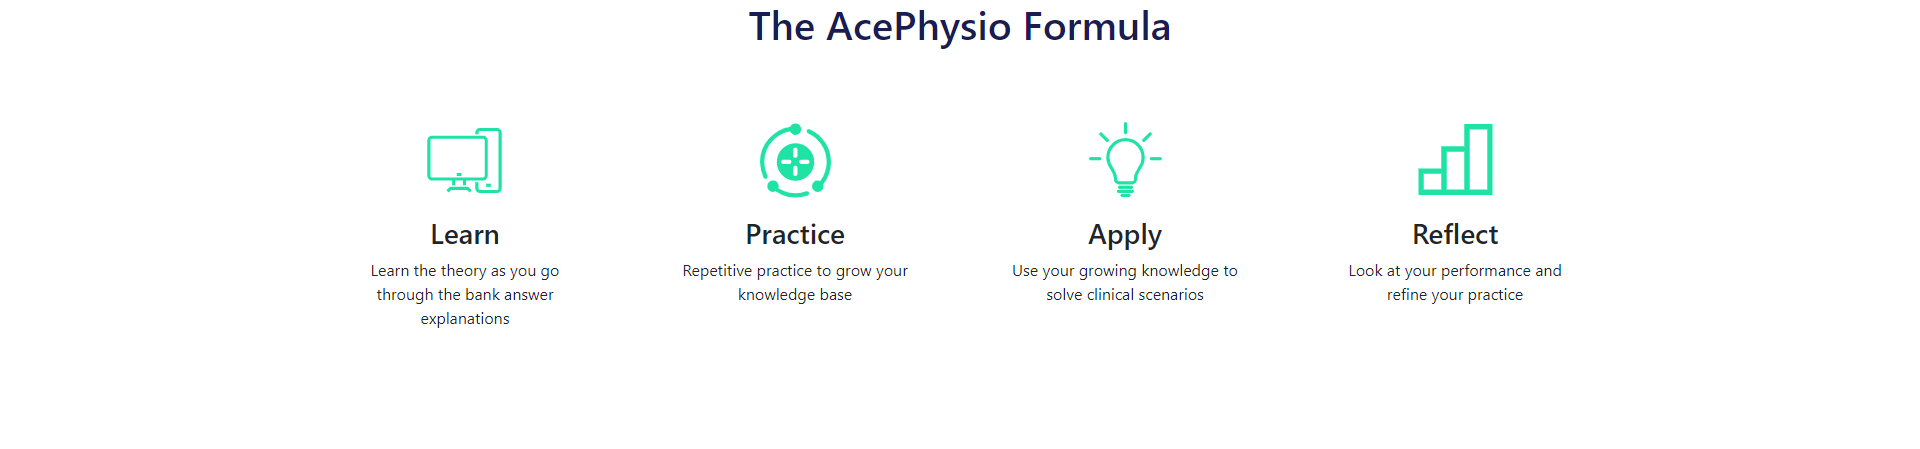 The AcePhysio Formula
Learn
Learn the theory as you go
through the bank answer
explanations
Practice
Repetitive practice to grow your
knowledge base
Apply
Use your growing knowledge to
solve clinical scenarios
Reflect
Look at your performance and
refine your practice